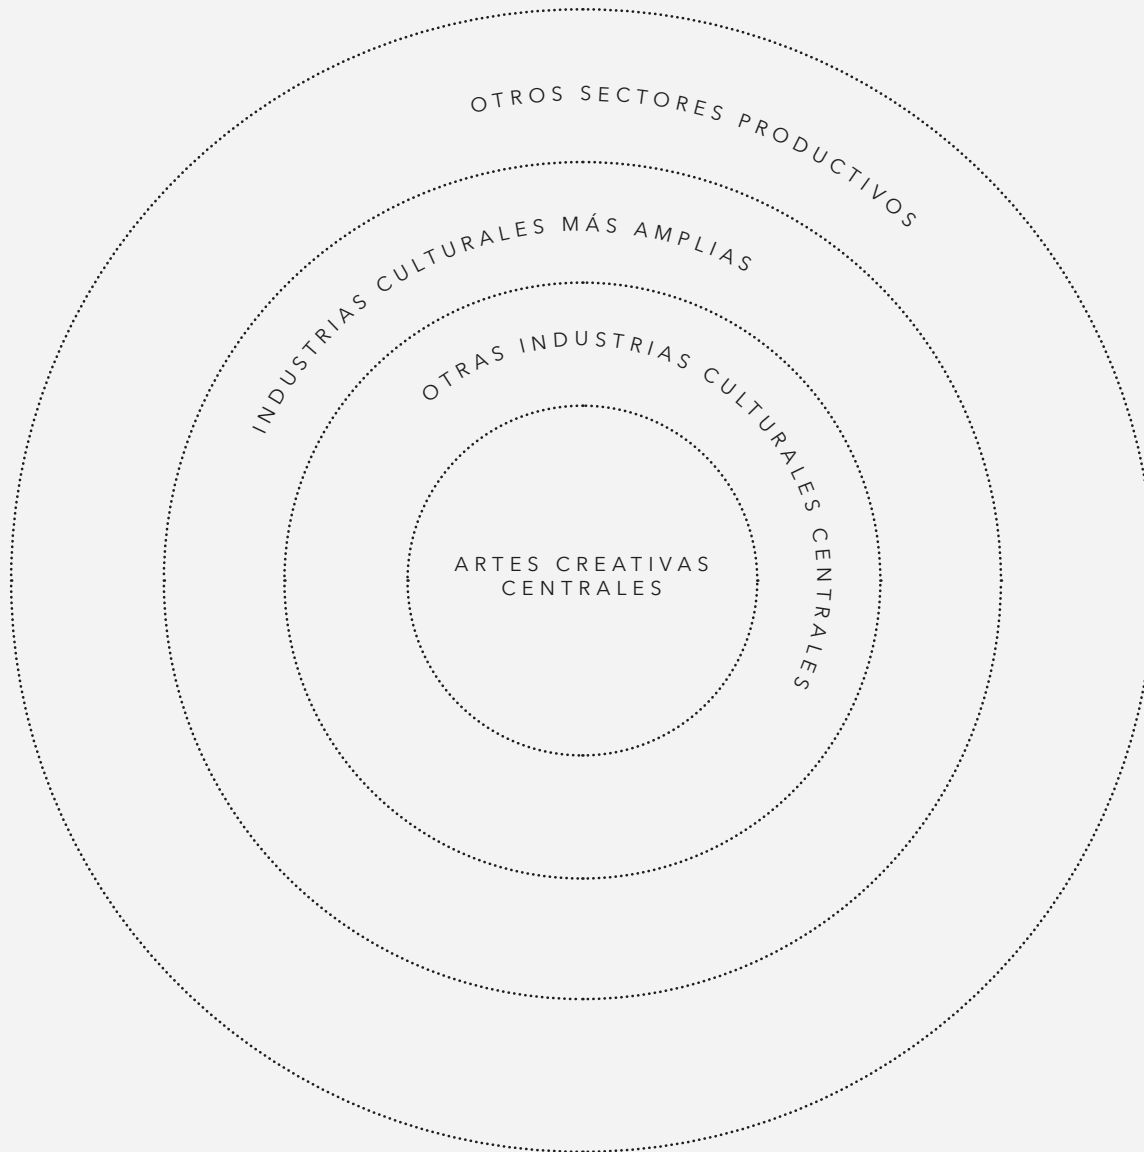 OTROS SECTORES PRODUCTIVOS
INDUSTRIAS CULTURALES MÁS AMPLIAS
OTRAS INDUSTRIAS CULTURALES CENTRALES
ARTES CREATIVAS
CENTRALES